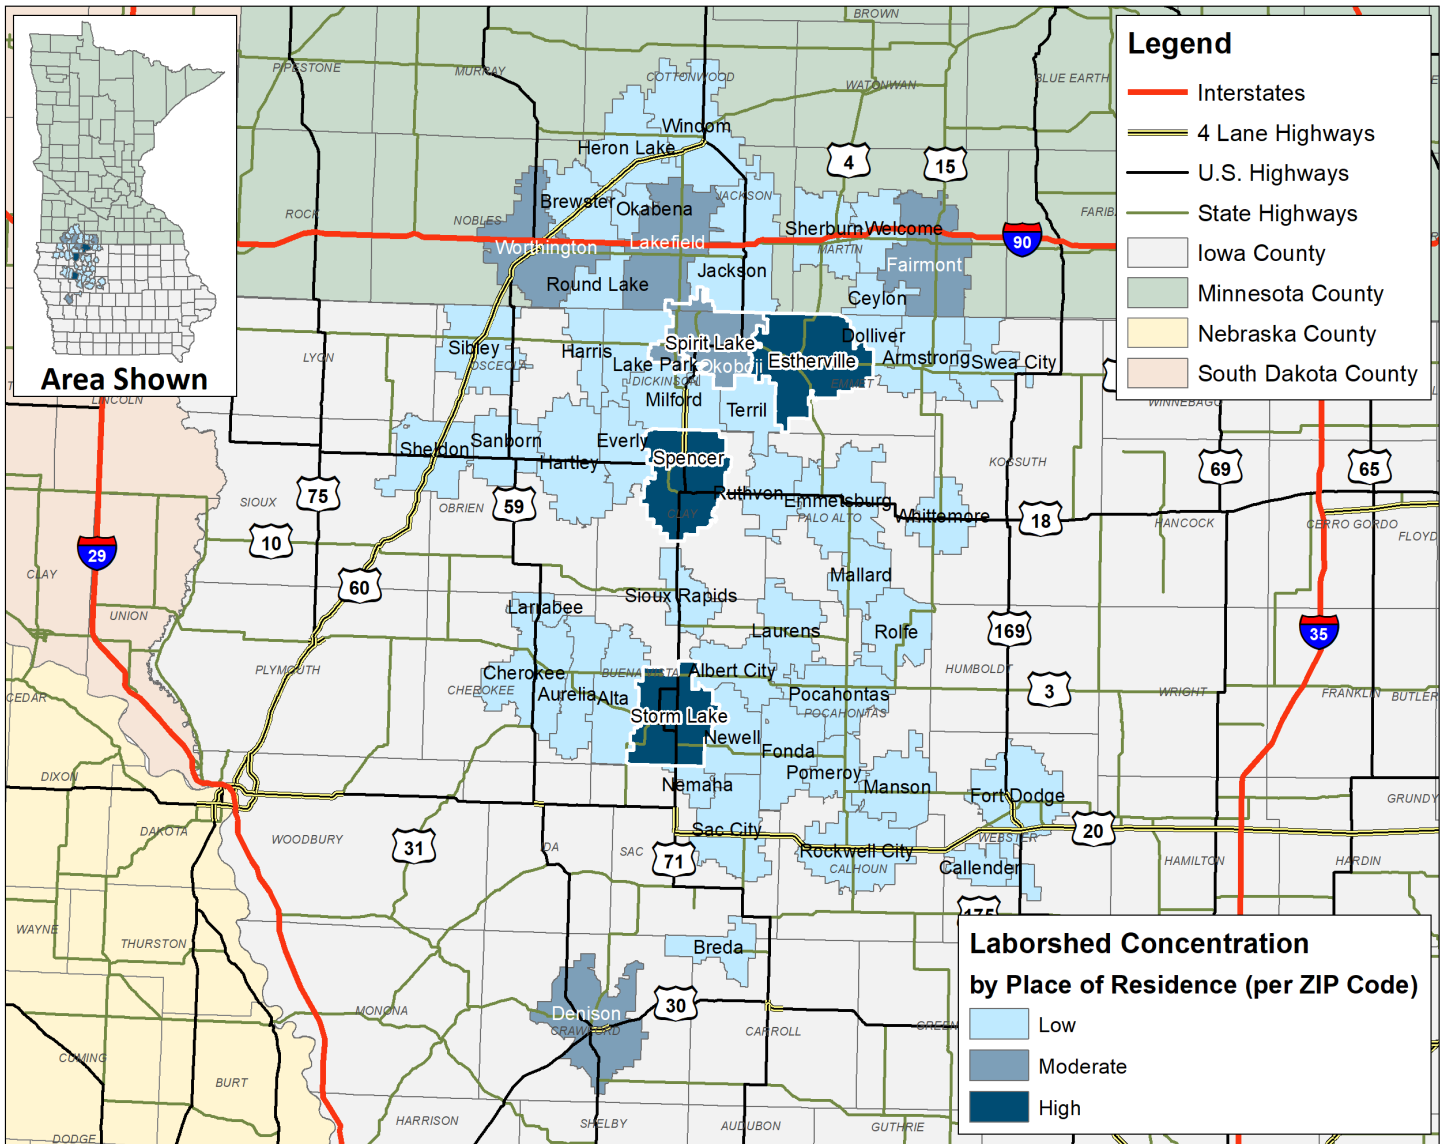 BROWN
PIPESTONE
MURRAY
COTTONWOOD
WATONWAN
BLUE EARTH
Windom
Heron Lake
4
15
ROCK
NOBLES
Brewster
Okabena
JACKSON
Sherburn
Welcome
Worthington
Lakefield
MARTIN
90
Fairmont
Jackson
Round Lake
Ceylon
Dolliver
Spirit Lake
Sibley
Harris
Estherville
Armstrong
Swea City
LYON
OSCEOLA
Lake Park
Okoboji
DICKINSON
EMMET
Milford
Terril
Area Shown
LINCOLN
WINNEBAGO
Sheldon
Sanborn
Hartley
Everly
Spencer
KOSSUTH
69
65
75
59
SIOUX
OBRIEN
Ruthven
Emmetsburg
Whittemore
CLAY
PALO ALTO
18
HANCOCK
CERRO GORDO
FLOYD
10
29
CLAY
60
Mallard
UNION
Larrabee
Sioux Rapids
Laurens
Rolfe
169
35
PLYMOUTH
Cherokee
CHEROKEE
Aurelia
Alta
BUENA VISTA
Albert City
HUMBOLDT
3
WRIGHT
FRANKLIN
BUTLER
CEDAR
Pocahontas
POCAHONTAS
Storm Lake
Newell
Fonda
DIXON
Nemaha
Pomeroy
Manson
Fort Dodge
GRUNDY
DAKOTA
WOODBURY
31
IDA
SAC
Sac City
71
Rockwell City
CALHOUN
WEBSTER
20
Callender
HAMILTON
HARDIN
175
WAYNE
THURSTON
Breda
MONONA
Denison
CRAWFORD
30
CARROLL
CUMING
BURT
HARRISON
SHELBY
AUDUBON
GUTHRIE
DODGE
Legend
Interstates
4 Lane Highways
U.S. Highways
State Highways
Iowa County
Minnesota County
Nebraska County
South Dakota County
Laborshed Concentration
by Place of Residence (per ZIP Code)
Low
Moderate
High